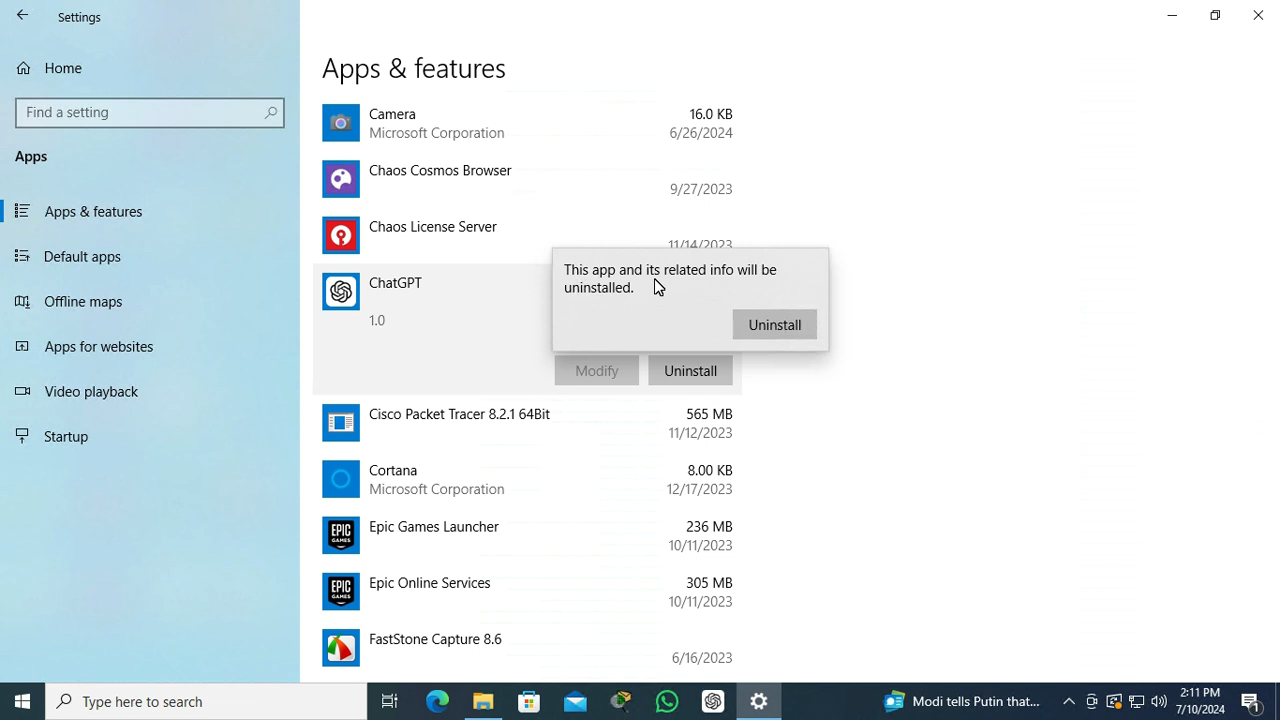 Settings
Home
Find a setting
Apps
Apps & features
Default apps
Offline maps
Apps for websites
Video playback
Startup
Apps & features
Camera 16.0 KB
Microsoft Corporation 6/26/2024
Chaos Cosmos Browser
9/27/2023
Chaos License Server
11/14/2023
ChatGPT
1.0
This app and its related info will be
uninstalled.
Uninstall
Modify Uninstall
Cisco Packet Tracer 8.2.1 64Bit 565 MB
11/12/2023
Cortana 8.00 KB
Microsoft Corporation 12/17/2023
Epic Games Launcher 236 MB
EPIC GAMES 10/11/2023
Epic Online Services 305 MB
EPIC GAMES 10/11/2023
FastStone Capture 8.6
6/16/2023
Type here to search
Modi tells Putin that...
2:11 PM
7/10/2024
1